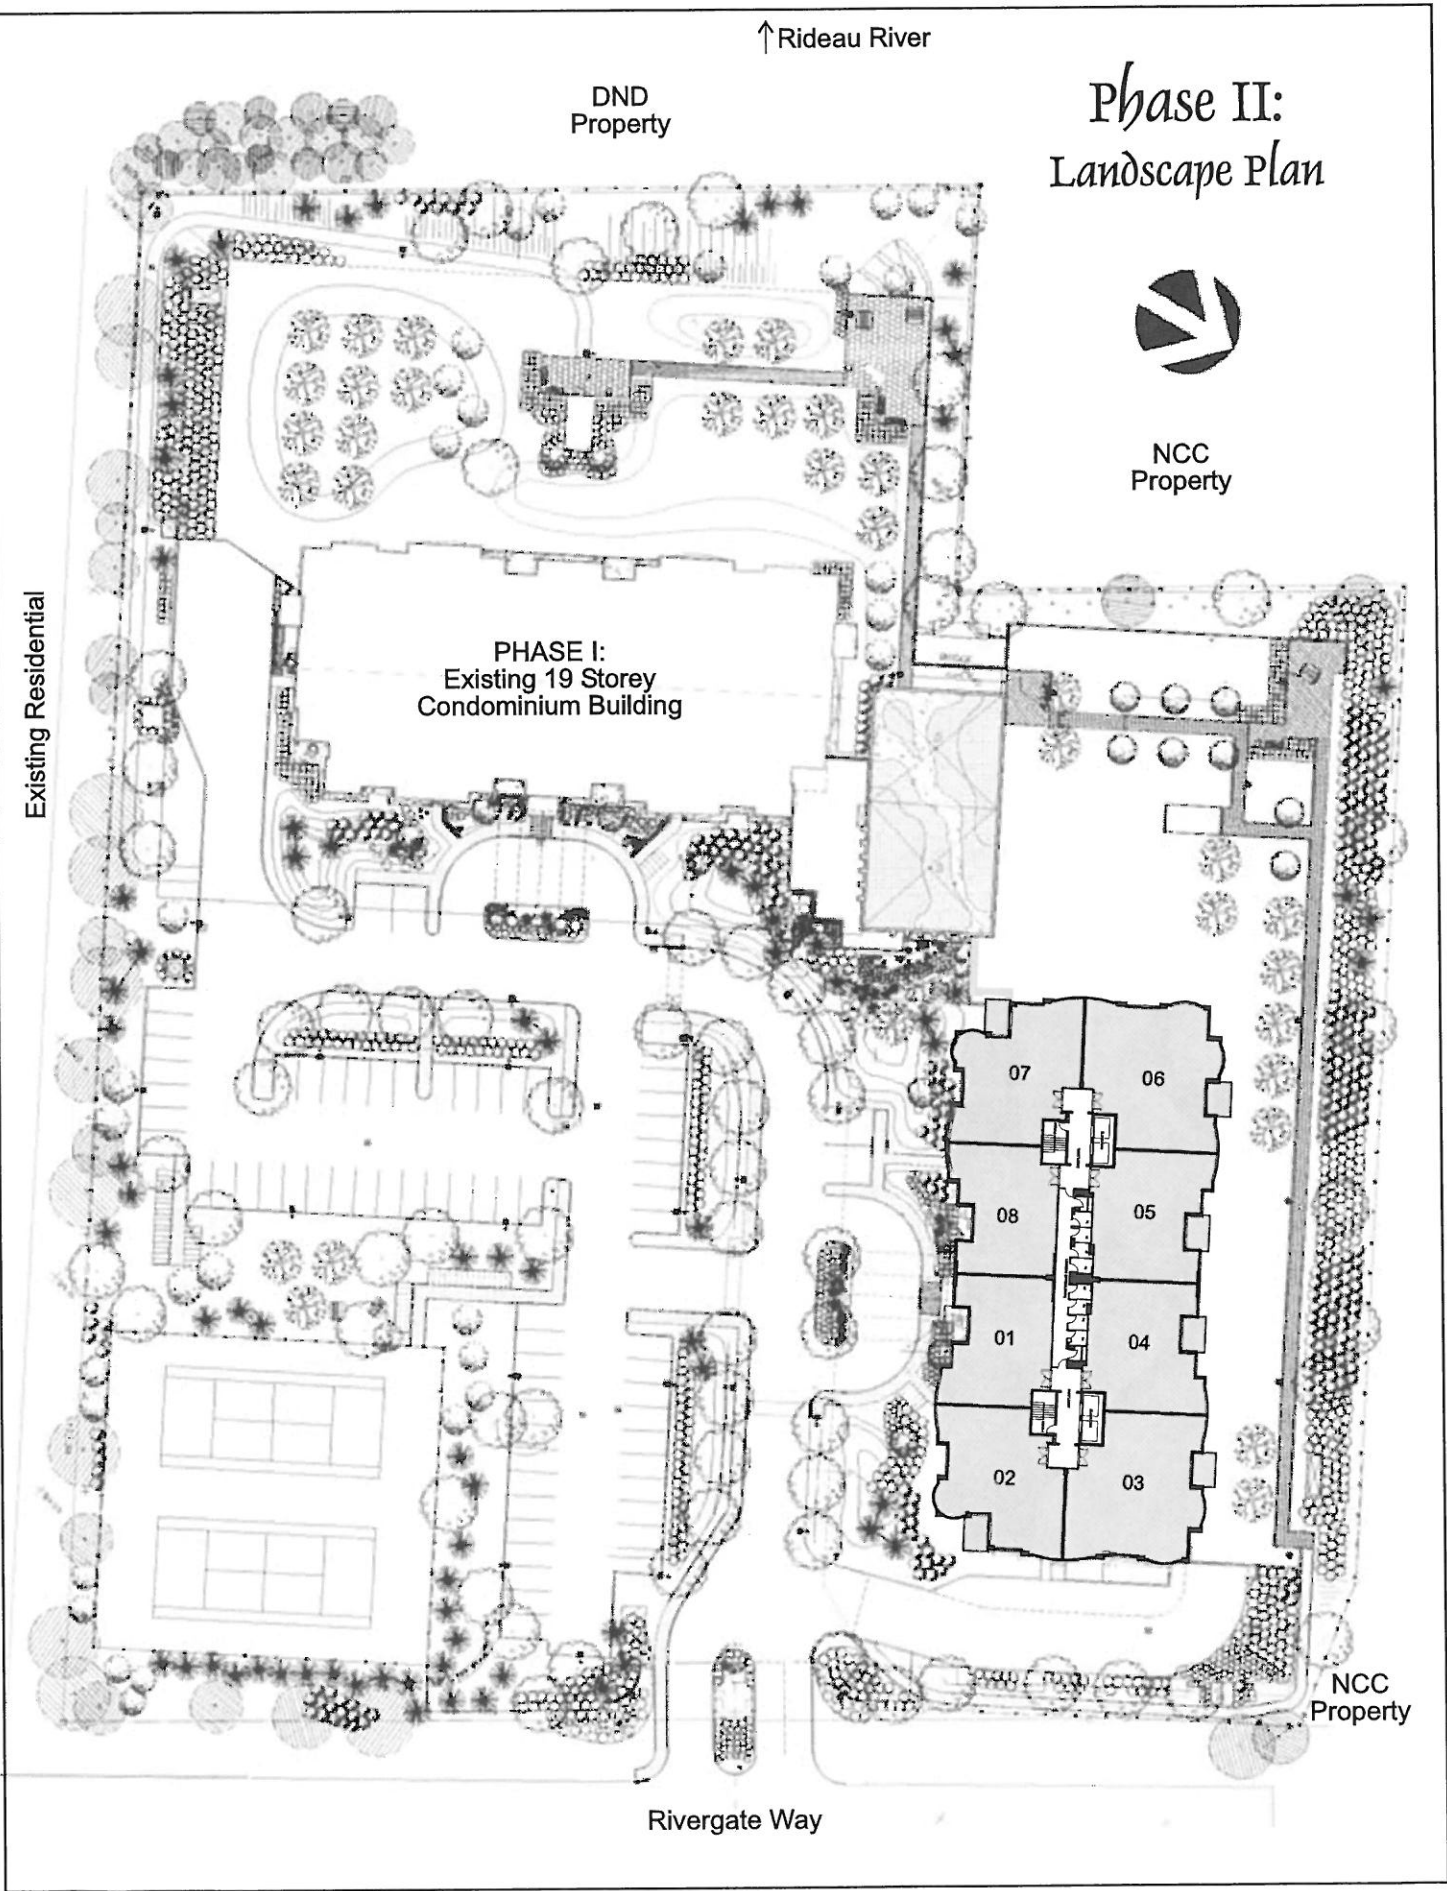 ↑Rideau River
DND
Property
Phase II:
Landscape Plan
NCC
Property
Existing Residential
PHASE I:
Existing 19 Storey
Condominium Building
07
06
08
05
01
04
02
03
NCC
Property
Rivergate Way